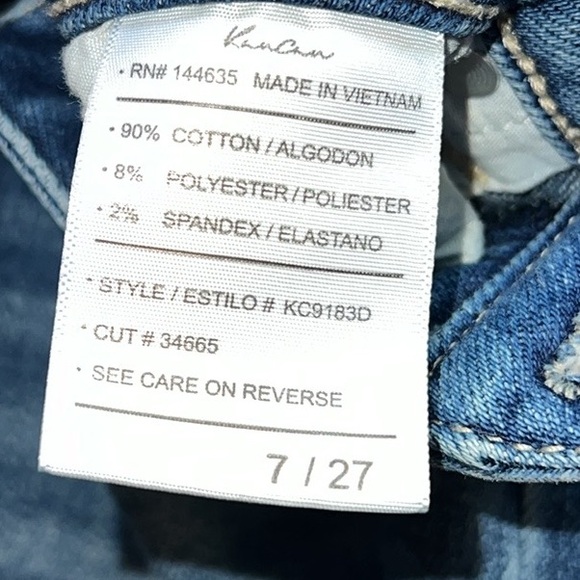 KanCan
• RN# 144635 MADE IN VIETNAM
• 90% COTTON / ALGODON
• 8% POLYESTER / POLIESTER
• 2% SPANDEX / ELASTANO
• STYLE / ESTILO # KC9183D
• CUT # 34665
• SEE CARE ON REVERSE
7 / 27